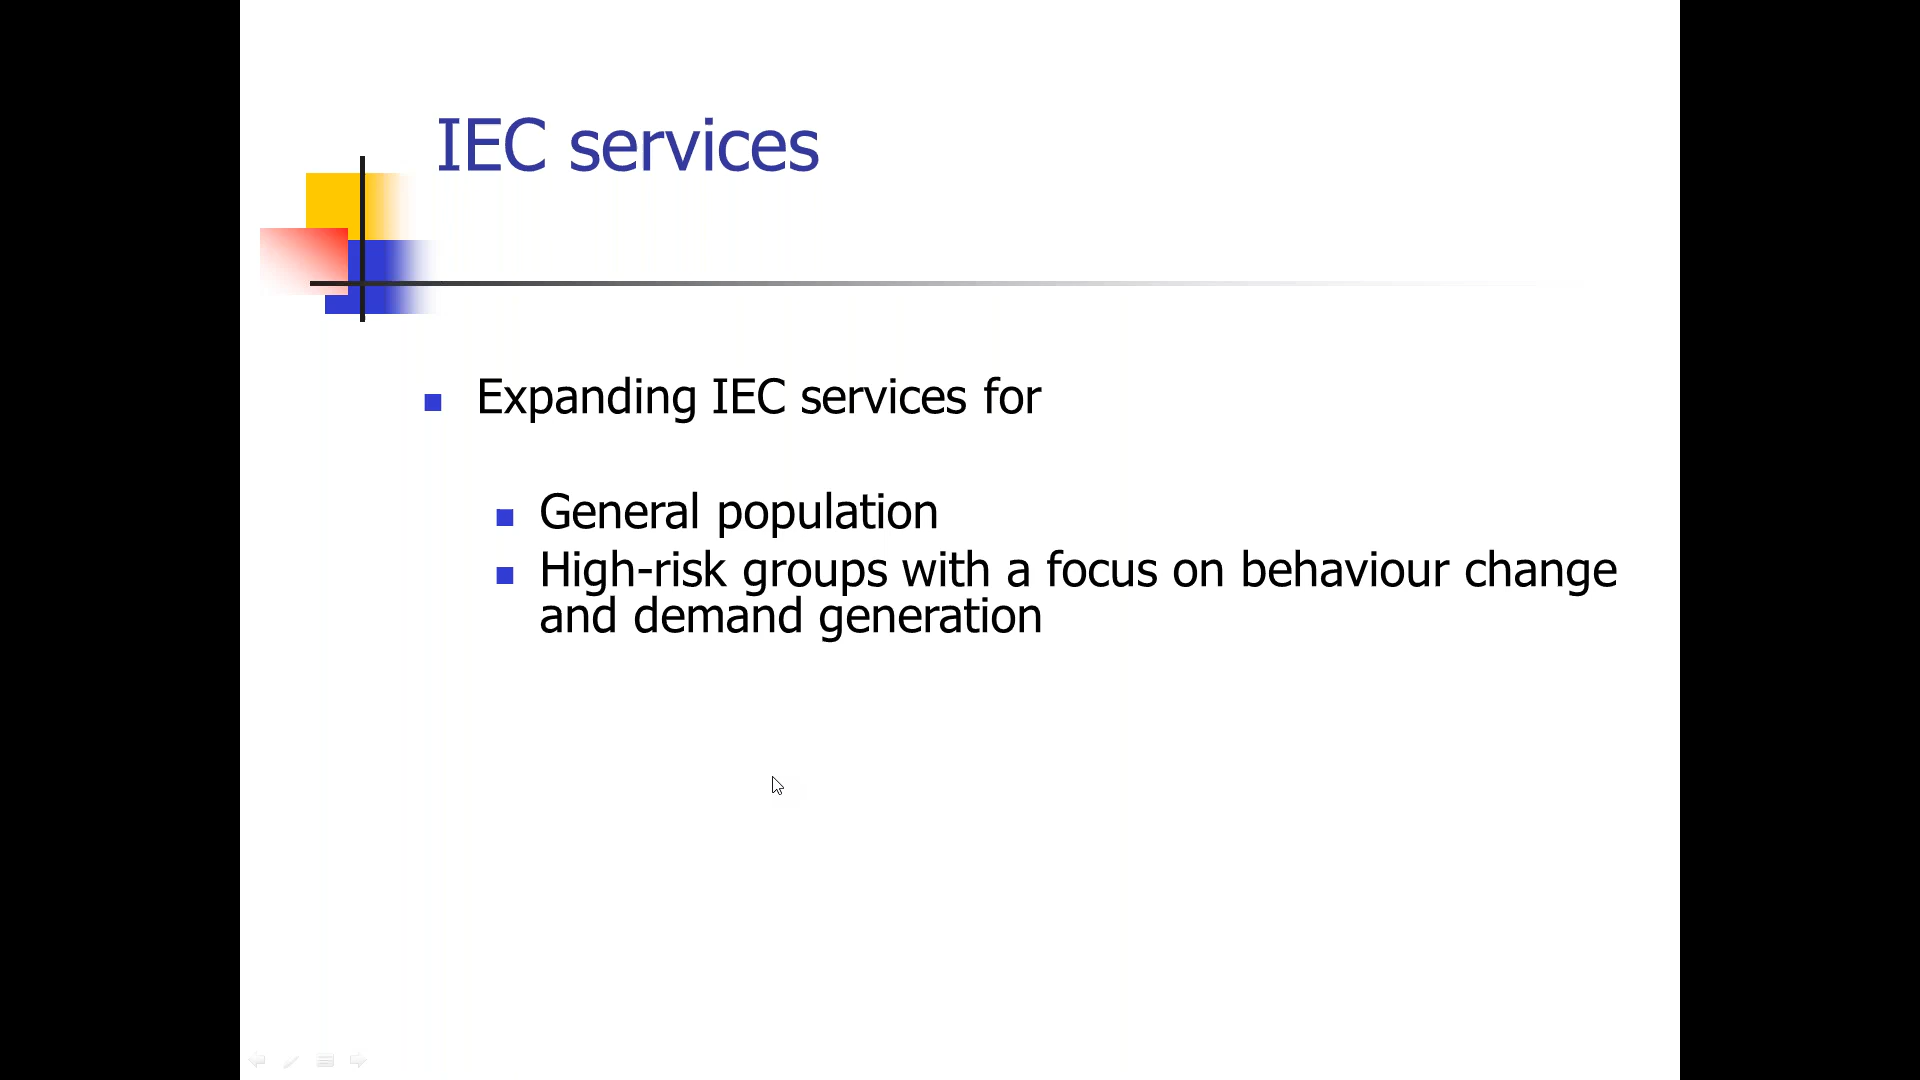 IEC services
Expanding IEC services for
General population
High-risk groups with a focus on behaviour change
and demand generation